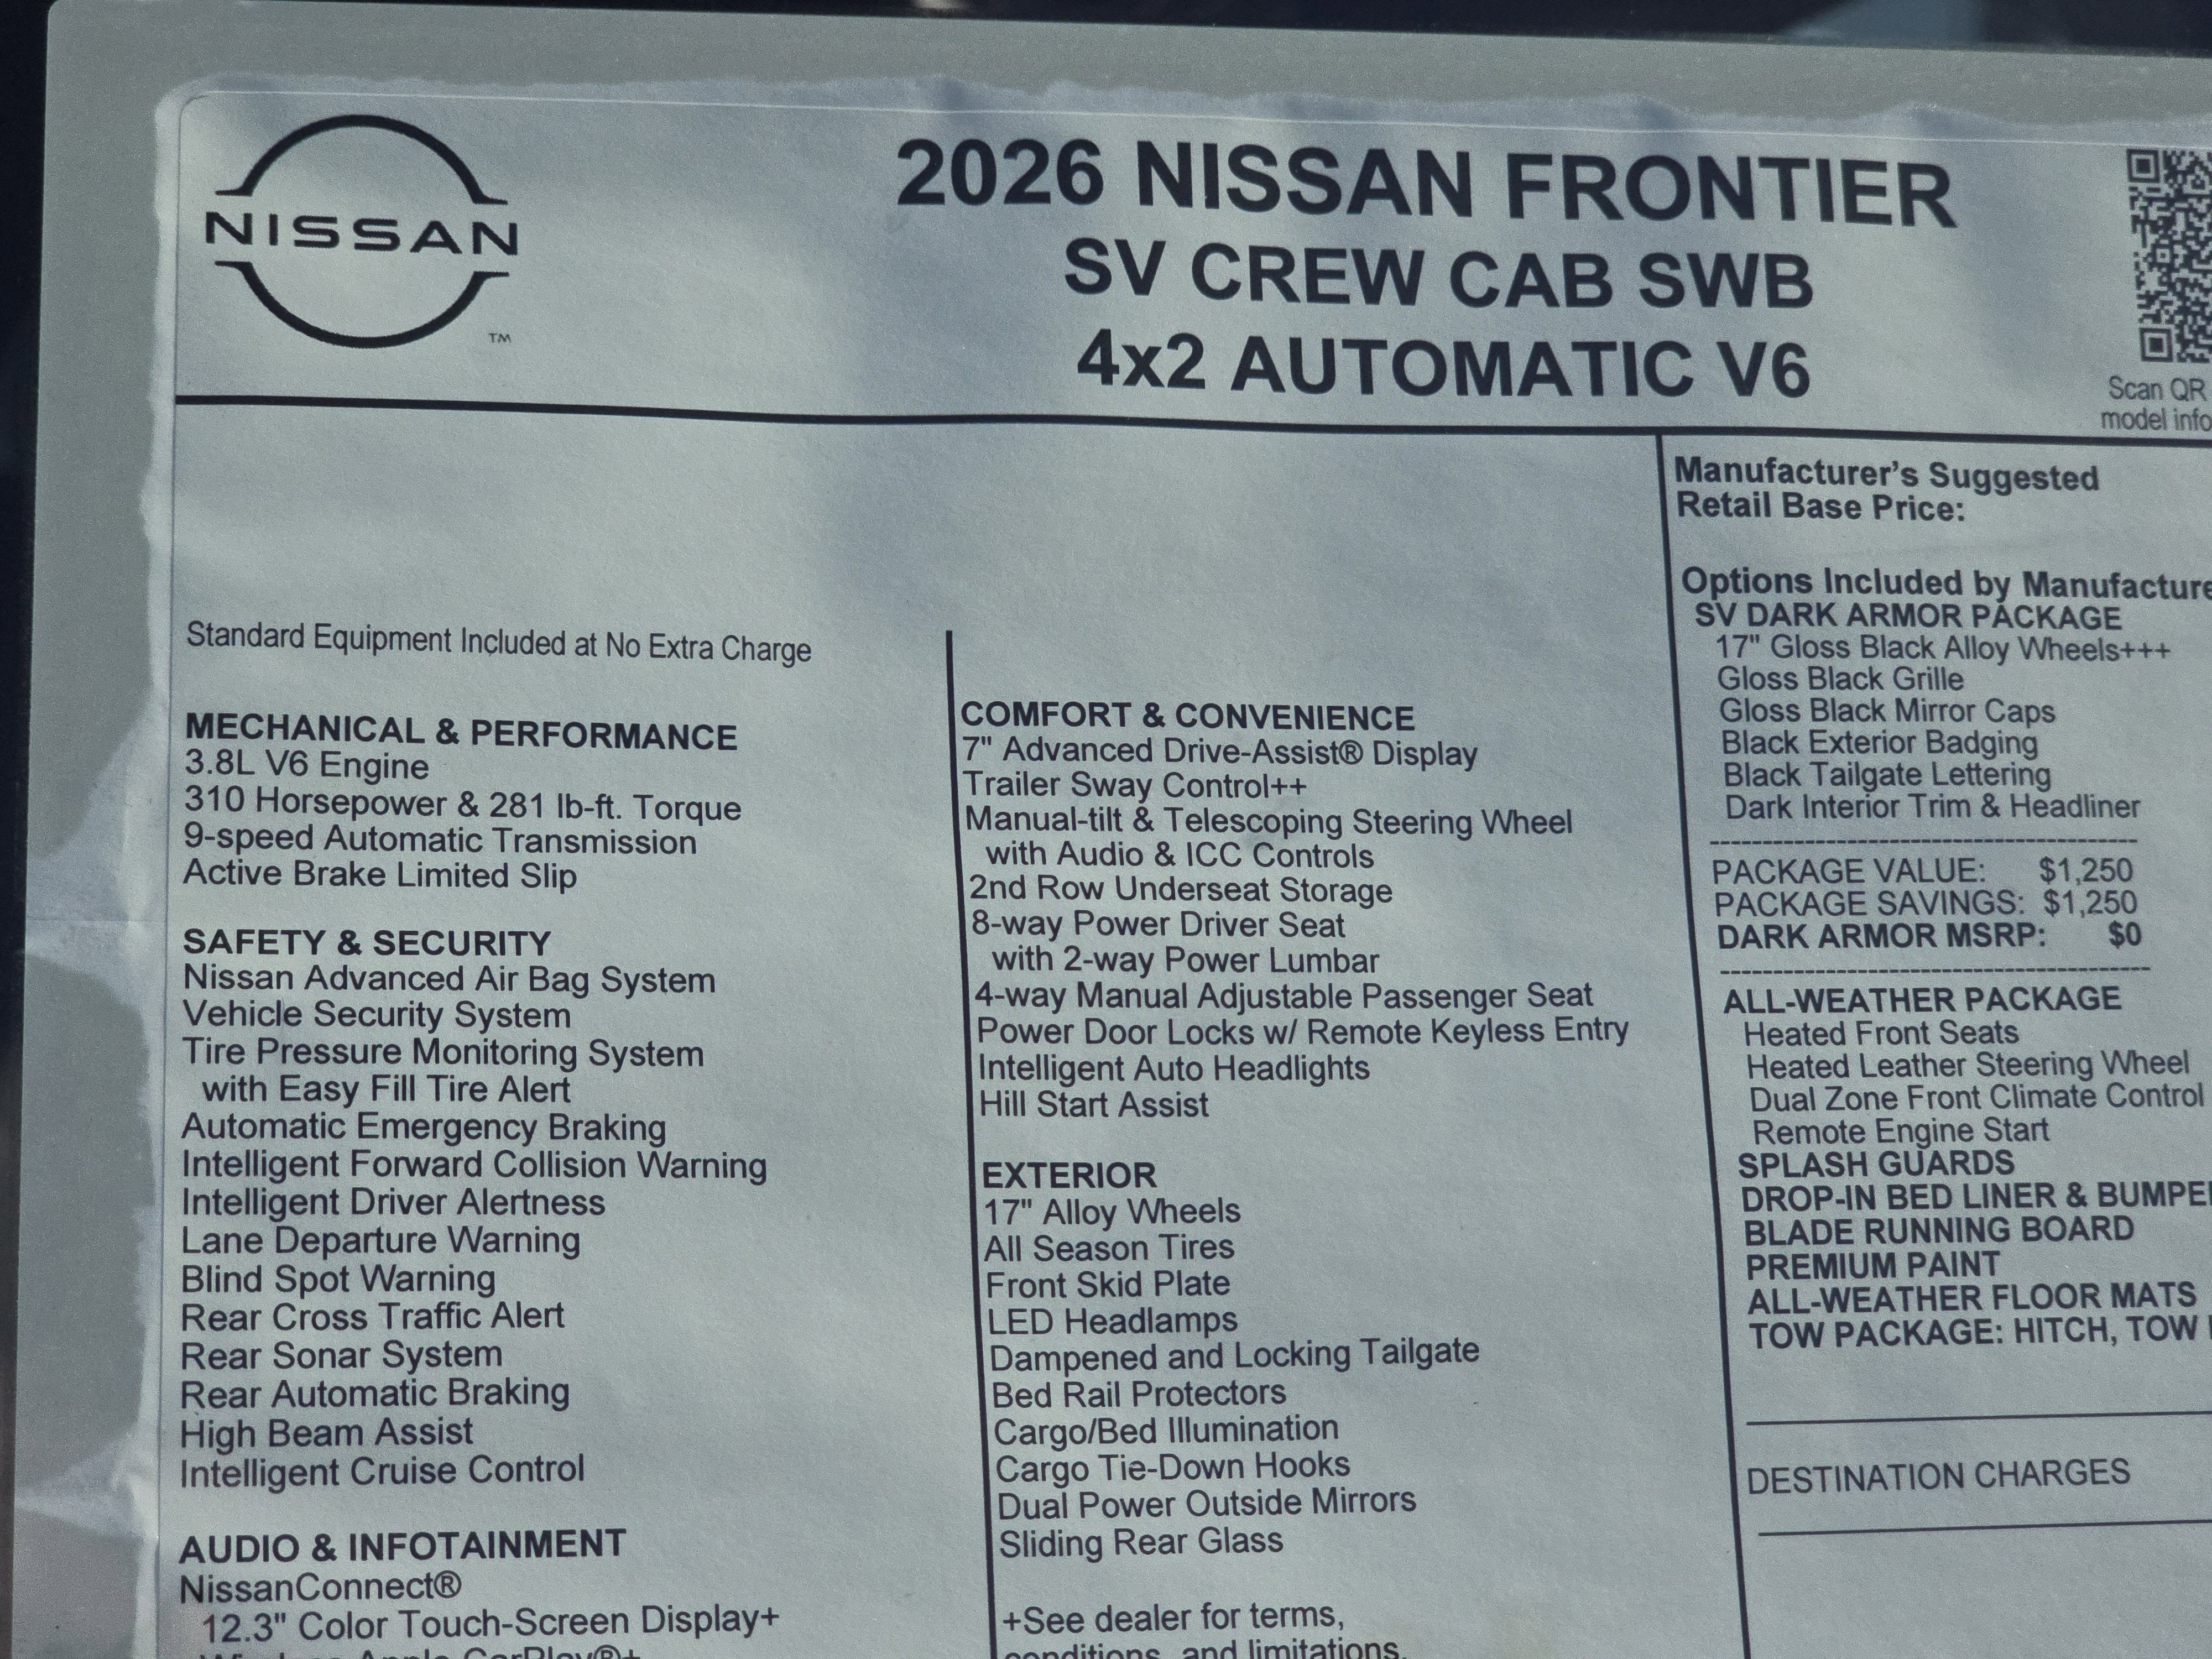 NISSAN
TM
2026 NISSAN FRONTIER
SV CREW CAB SWB
4x2 AUTOMATIC V6
Scan QR
model info
Standard Equipment Included at No Extra Charge
MECHANICAL & PERFORMANCE
3.8L V6 Engine
310 Horsepower & 281 lb-ft. Torque
9-speed Automatic Transmission
Active Brake Limited Slip
SAFETY & SECURITY
Nissan Advanced Air Bag System
Vehicle Security System
Tire Pressure Monitoring System
with Easy Fill Tire Alert
Automatic Emergency Braking
Intelligent Forward Collision Warning
Intelligent Driver Alertness
Lane Departure Warning
Blind Spot Warning
Rear Cross Traffic Alert
Rear Sonar System
Rear Automatic Braking
High Beam Assist
Intelligent Cruise Control
AUDIO & INFOTAINMENT
NissanConnect®
12.3" Color Touch-Screen Display+
Apple CarPlay®+
COMFORT & CONVENIENCE
7" Advanced Drive-Assist® Display
Trailer Sway Control++
Manual-tilt & Telescoping Steering Wheel
with Audio & ICC Controls
2nd Row Underseat Storage
8-way Power Driver Seat
with 2-way Power Lumbar
4-way Manual Adjustable Passenger Seat
Power Door Locks w/ Remote Keyless Entry
Intelligent Auto Headlights
Hill Start Assist
EXTERIOR
17" Alloy Wheels
All Season Tires
Front Skid Plate
LED Headlamps
Dampened and Locking Tailgate
Bed Rail Protectors
Cargo/Bed Illumination
Cargo Tie-Down Hooks
Dual Power Outside Mirrors
Sliding Rear Glass
+See dealer for terms,
conditions, and limitations.
Manufacturer's Suggested
Retail Base Price:
Options Included by Manufacture
SV DARK ARMOR PACKAGE
17" Gloss Black Alloy Wheels+++
Gloss Black Grille
Gloss Black Mirror Caps
Black Exterior Badging
Black Tailgate Lettering
Dark Interior Trim & Headliner
PACKAGE VALUE: $1,250
PACKAGE SAVINGS: $1,250
DARK ARMOR MSRP: $0
ALL-WEATHER PACKAGE
Heated Front Seats
Heated Leather Steering Wheel
Dual Zone Front Climate Control
Remote Engine Start
SPLASH GUARDS
DROP-IN BED LINER & BUMPE
BLADE RUNNING BOARD
PREMIUM PAINT
ALL-WEATHER FLOOR MATS
TOW PACKAGE: HITCH, TOW
DESTINATION CHARGES